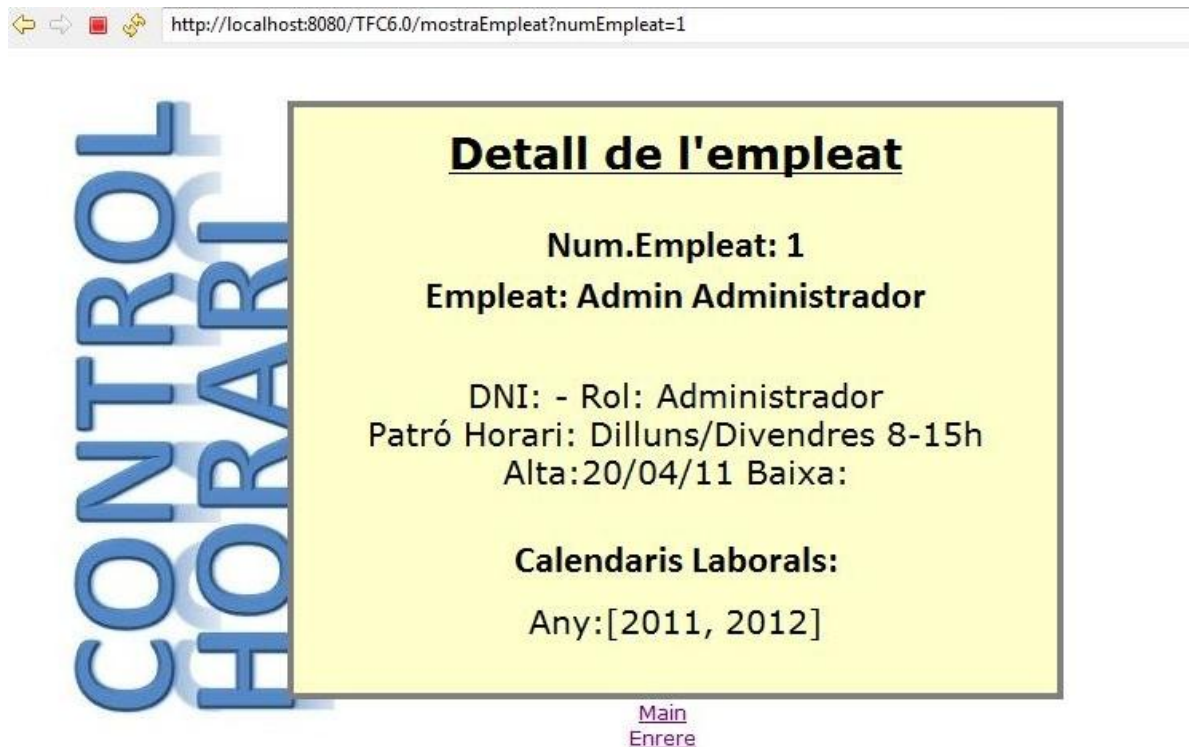 http://localhost:8080/TFC6.0/mostraEmpleat?numEmpleat=1
CONTROL
HORARI
Detall de l'empleat
Num.Empleat: 1
Empleat: Admin Administrador
DNI: - Rol: Administrador
Patró Horari: Dilluns/Divendres 8-15h
Alta:20/04/11 Baixa:
Calendaris Laborals:
Any:[2011, 2012]
Main
Enrere